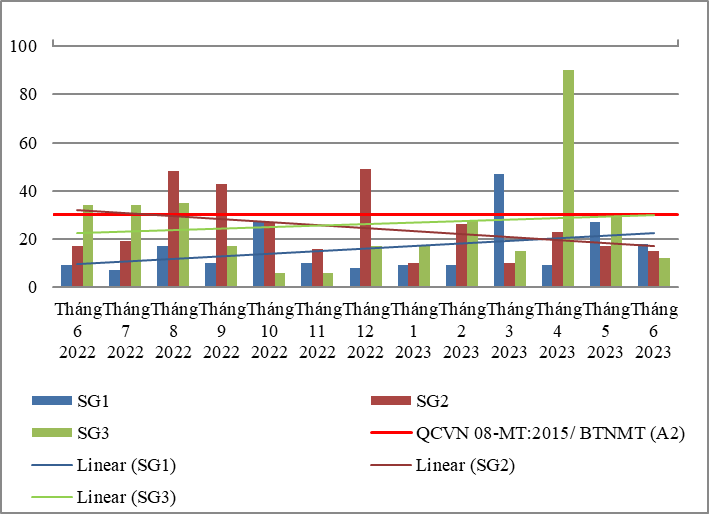 100
80
60
40
20
0
Tháng Tháng Tháng Tháng Tháng Tháng Tháng Tháng Tháng Tháng Tháng Tháng Tháng
6 7 8 9 10 11 12 1 2 3 4 5 6
2022 2022 2022 2022 2022 2022 2022 2023 2023 2023 2023 2023 2023
SG1 SG2
SG3 QCVN 08-MT:2015/ BTNMT (A2)
Linear (SG1) Linear (SG2)
Linear (SG3)